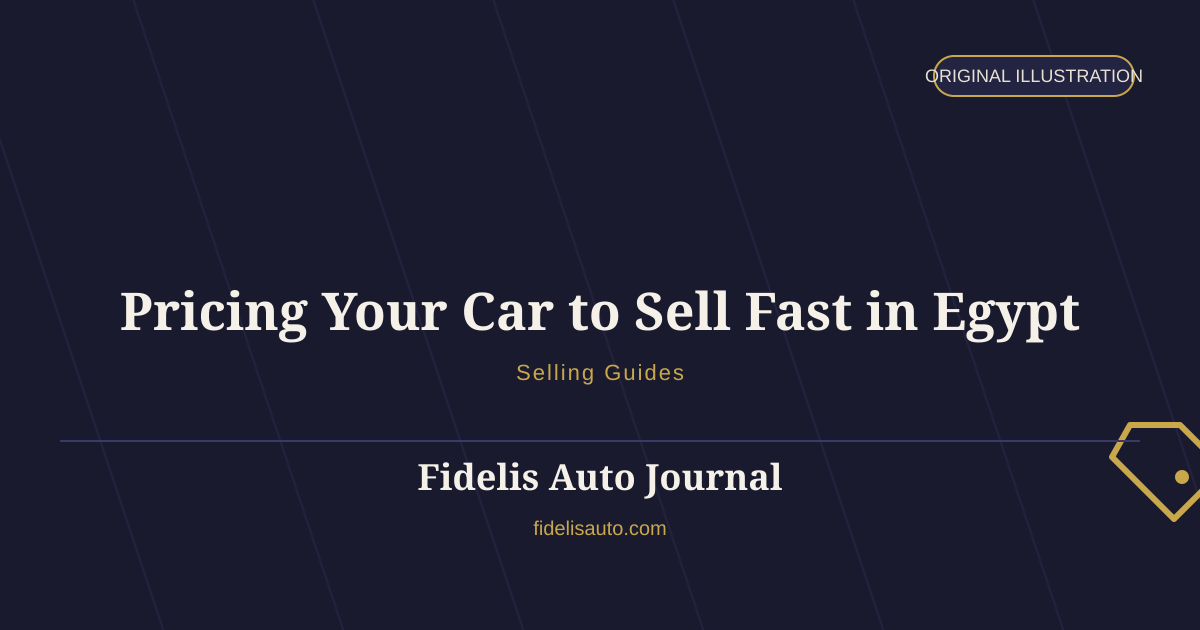 ORIGINAL ILLUSTRATION
Pricing Your Car to Sell Fast in Egypt
Selling Guides
Fidelis Auto Journal
fidelisauto.com